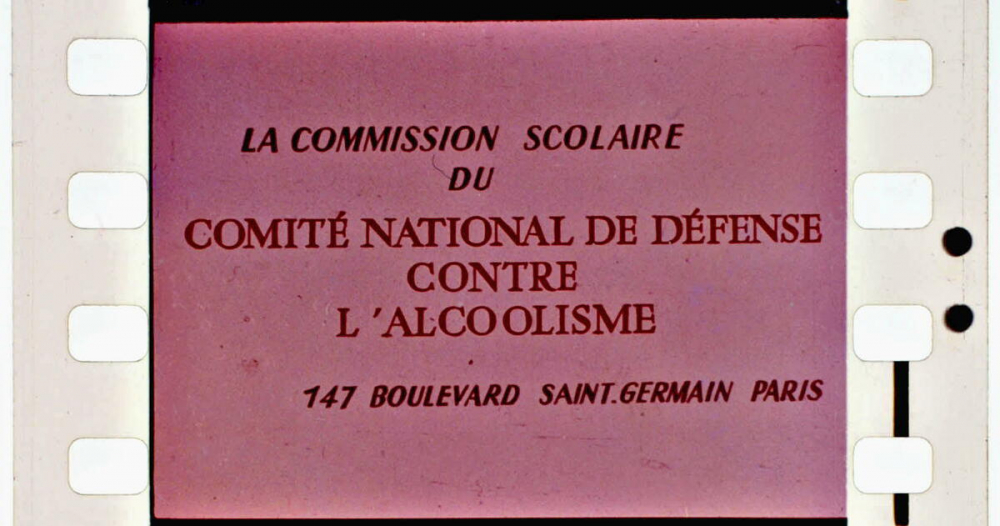 LA COMMISSION SCOLAIRE
DU
COMITÉ NATIONAL DE DÉFENSE
CONTRE
L'ALCOOLISME
147 BOULEVARD SAINT.GERMAIN PARIS